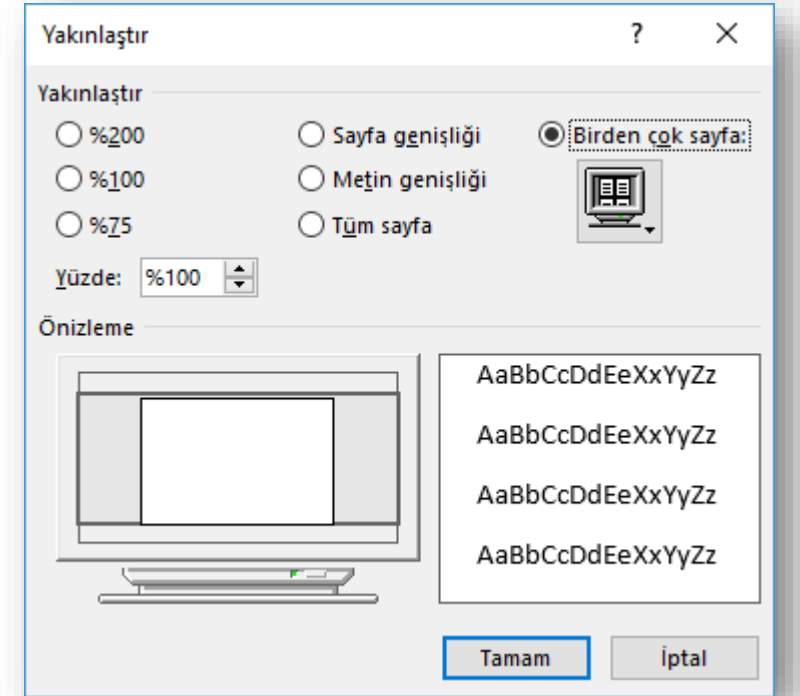 Yakınlaştır
Yakınlaştır
%200
Sayfa genişliği
Birden çok sayfa:
%100
Metin genişliği
%75
Tüm sayfa
Yüzde: %100
Önizleme
AaBbCcDdEeXxYyZz
AaBbCcDdEeXxYyZz
AaBbCcDdEeXxYyZz
AaBbCcDdEeXxYyZz
Tamam
İptal